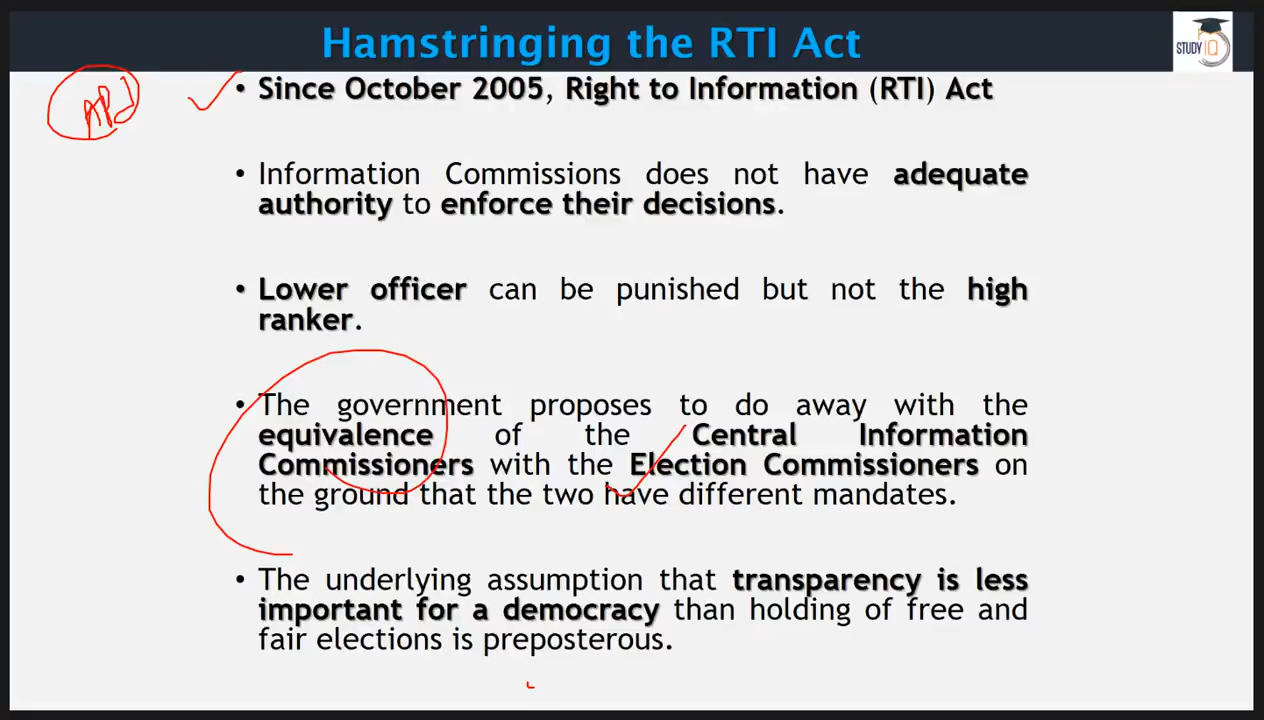 Hamstringing the RTI Act
STUDY IQ
• Since October 2005, Right to Information (RTI) Act
• Information Commissions does not have adequate
authority to enforce their decisions.
• Lower officer can be punished but not the high
ranker.
• The government proposes to do away with the
equivalence of the Central Information
Commissioners with the Election Commissioners on
the ground that the two have different mandates.
• The underlying assumption that transparency is less
important for a democracy than holding of free and
fair elections is preposterous.